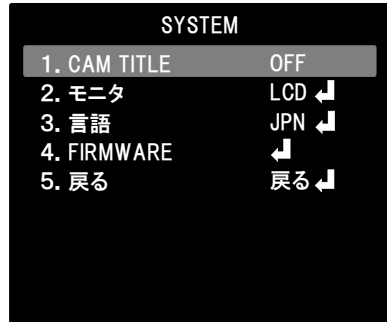 SYSTEM
1. CAM TITLE OFF
2. モニタ LCD ↲
3. 言語 JPN ↲
4. FIRMWARE ↲
5. 戻る 戻る ↲